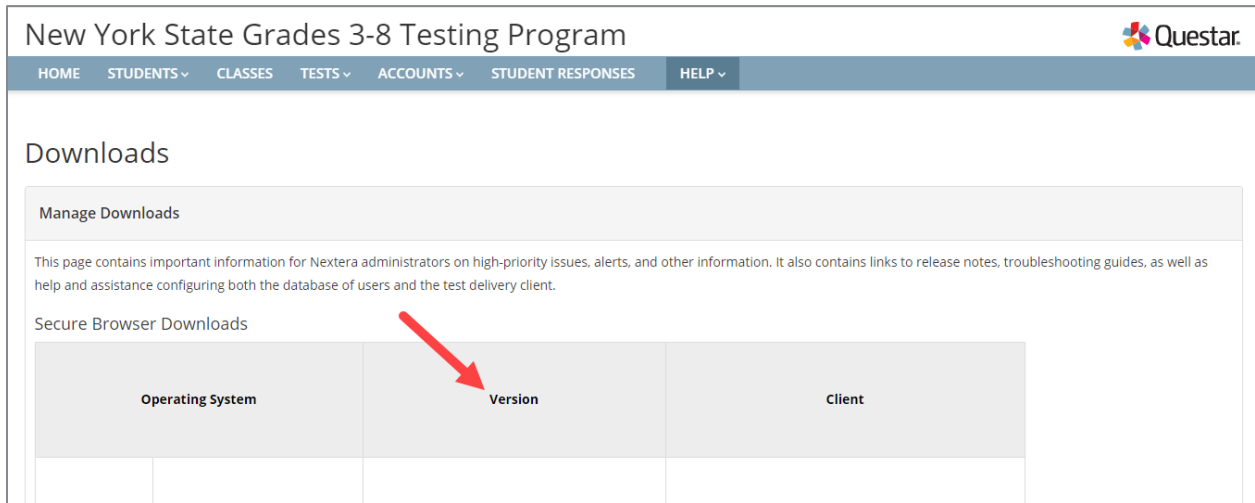 New York State Grades 3-8 Testing Program
Questar.
HOME STUDENTS CLASSES TESTS ACCOUNTS STUDENT RESPONSES HELP
Downloads
Manage Downloads
This page contains important information for Nextera administrators on high-priority issues, alerts, and other information. It also contains links to release notes, troubleshooting guides, as well as
help and assistance configuring both the database of users and the test delivery client.
Secure Browser Downloads
Operating System Version Client